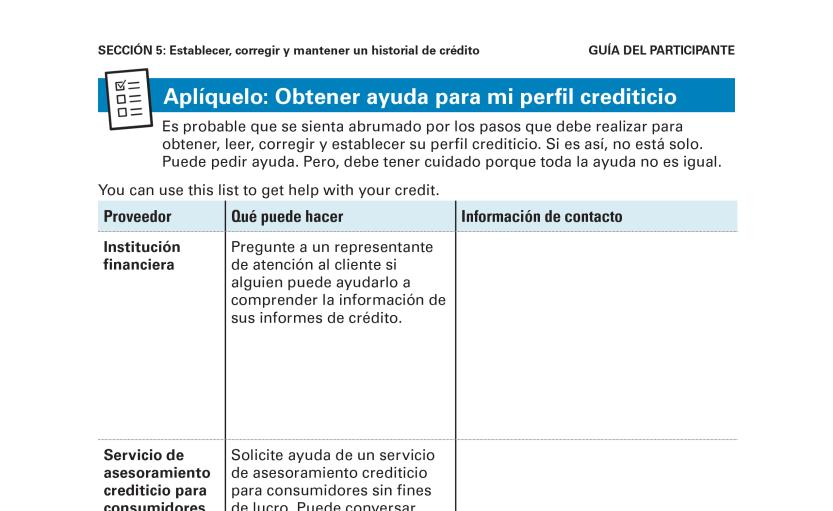 SECCIÓN 5: Establecer, corregir y mantener un historial de crédito GUÍA DEL PARTICIPANTE
Aplíquelo: Obtener ayuda para mi perfil crediticio
Es probable que se sienta abrumado por los pasos que debe realizar para
obtener, leer, corregir y establecer su perfil crediticio. Si es así, no está solo.
Puede pedir ayuda. Pero, debe tener cuidado porque toda la ayuda no es igual.
You can use this list to get help with your credit.
Proveedor Qué puede hacer Información de contacto
Institución
financiera
Pregunte a un representante
de atención al cliente si
alguien puede ayudarlo a
comprender la información de
sus informes de crédito.
Servicio de
asesoramiento
crediticio para
consumidores
Solicite ayuda de un servicio
de asesoramiento crediticio
para consumidores sin fines
de lucro. Puede conversar